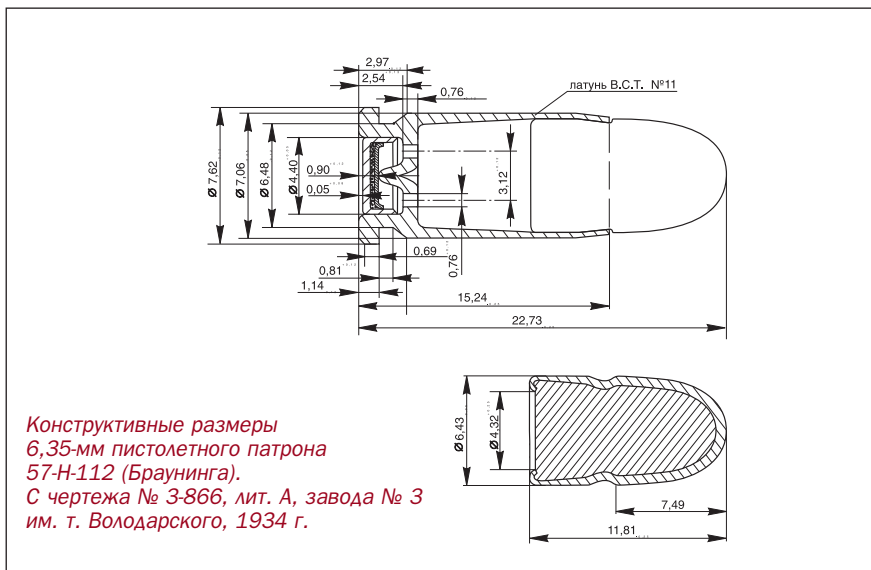 2,97
2,54
0,76
латунь В.С.Т. №11
Ø 7,62
Ø 7,06
Ø 6,48
Ø 4,40
0,90
0,05
3,12
0,76
0,69
0,81
1,14
15,24
22,73
Ø 6,43
Ø 4,32
7,49
11,81
Конструктивные размеры
6,35-мм пистолетного патрона
57-Н-112 (Браунинга).
С чертежа № 3-866, лит. А, завода № 3
им. т. Володарского, 1934 г.